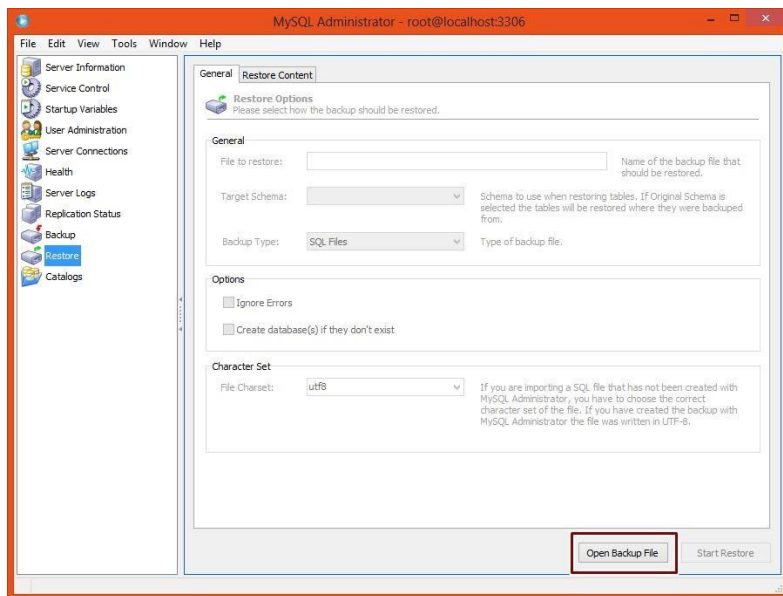 MySQL Administrator - root@localhost:3306
File Edit View Tools Window Help
Server Information
Service Control
Startup Variables
User Administration
Server Connections
Health
Server Logs
Replication Status
Backup
Restore
Catalogs
General Restore Content
Restore Options
Please select how the backup should be restored.
General
File to restore:
Name of the backup file that
should be restored.
Target Schema:
Schema to use when restoring tables. If Original Schema is
selected the tables will be restored where they were backuped
from.
Backup Type: SQL Files Type of backup file.
Options
Ignore Errors
Create database(s) if they don't exist
Character Set
File Charset: utf8
If you are importing a SQL file that has not been created with
MySQL Administrator, you have to choose the correct
character set of the file. If you have created the backup with
MySQL Administrator the file was written in UTF-8.
Open Backup File Start Restore